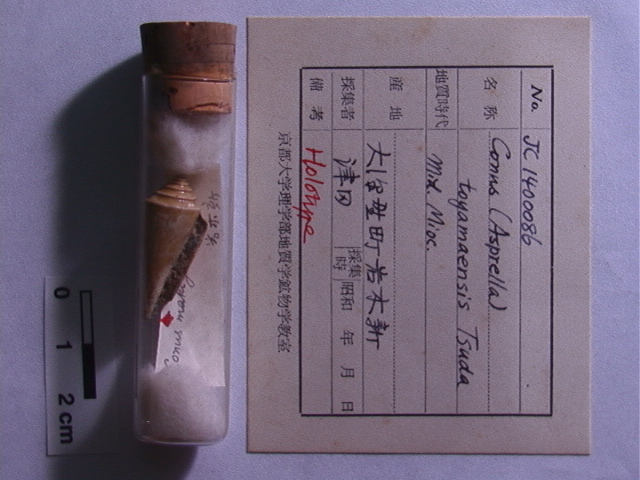 No. JC 1400086
名称 Conus (Asprella)
toyamaensis Tsuda
地質時代 Mid. Mioc.
産地
大沢野町岩木新
採集者 津田 採集時 昭和 年 月 日
備考 Holotype
京都大学理学部地質学鉱物学教室
0 1 2 cm